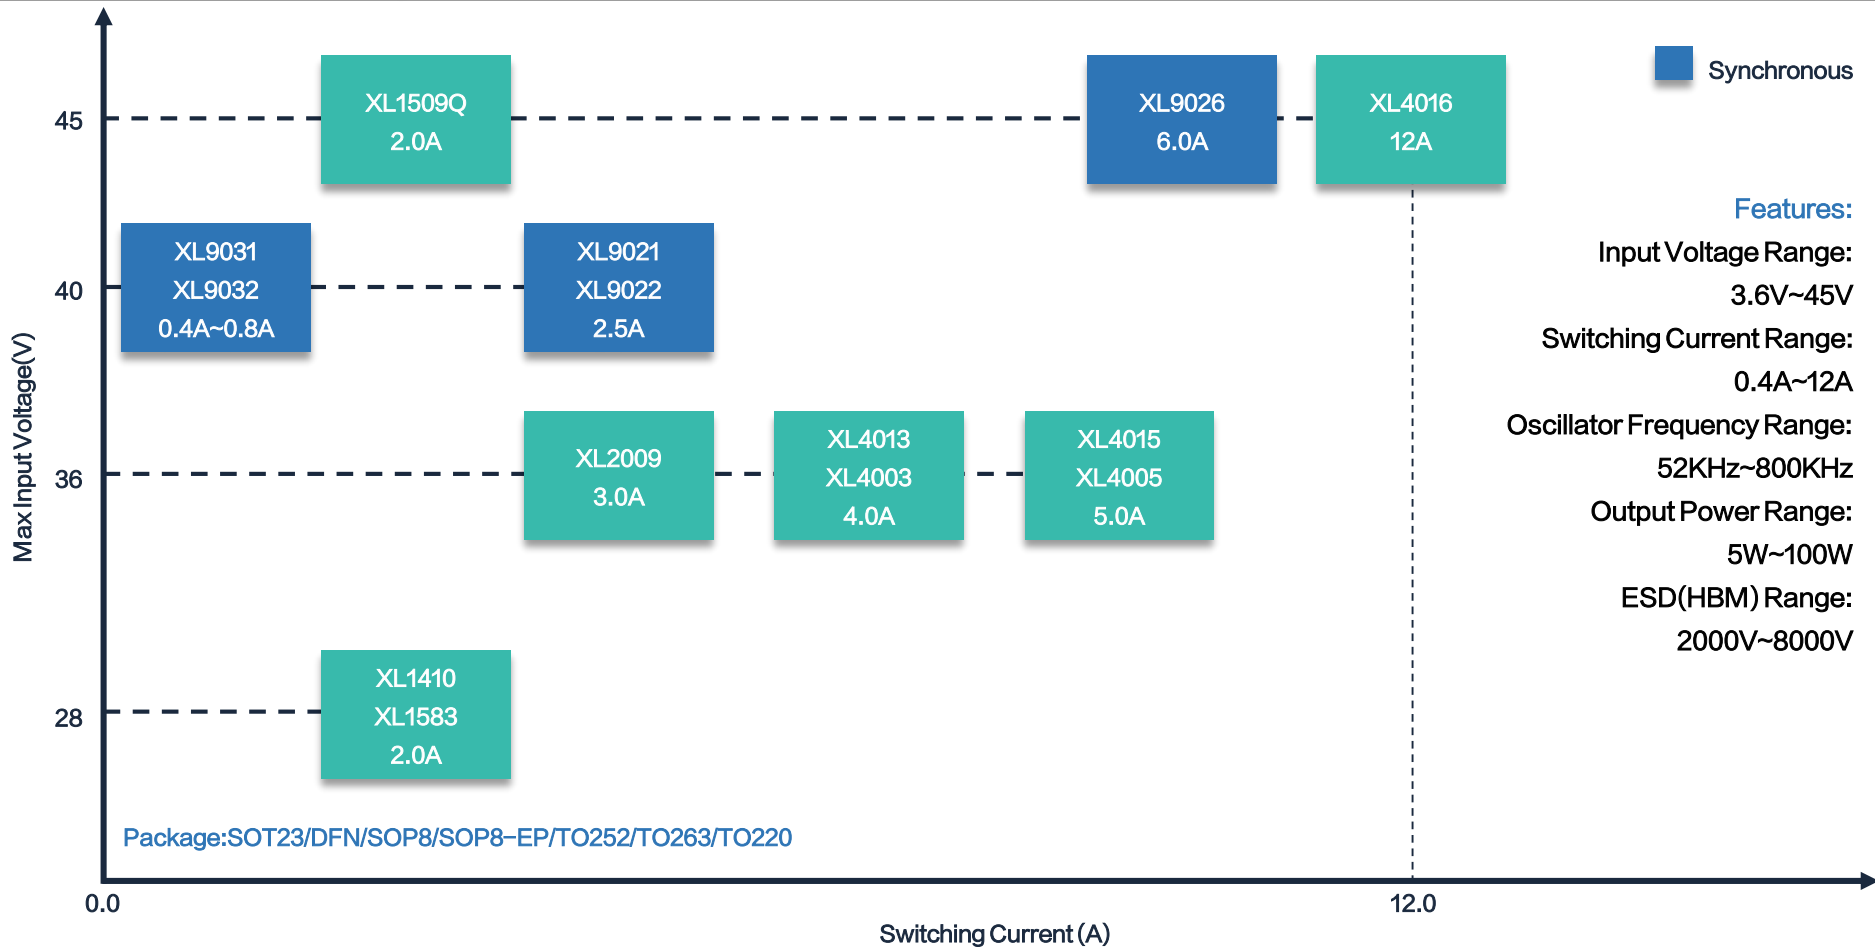 Synchronous
45
XL1509Q
2.0A
XL9026
6.0A
XL4016
12A
40
XL9031
XL9032
0.4A~0.8A
XL9021
XL9022
2.5A
36
XL2009
3.0A
XL4013
XL4003
4.0A
XL4015
XL4005
5.0A
28
XL1410
XL1583
2.0A
Max Input Voltage(V)
Features:
Input Voltage Range:
3.6V~45V
Switching Current Range:
0.4A~12A
Oscillator Frequency Range:
52KHz~800KHz
Output Power Range:
5W~100W
ESD(HBM) Range:
2000V~8000V
Package:SOT23/DFN/SOP8/SOP8-EP/TO252/TO263/TO220
0.0
12.0
Switching Current (A)